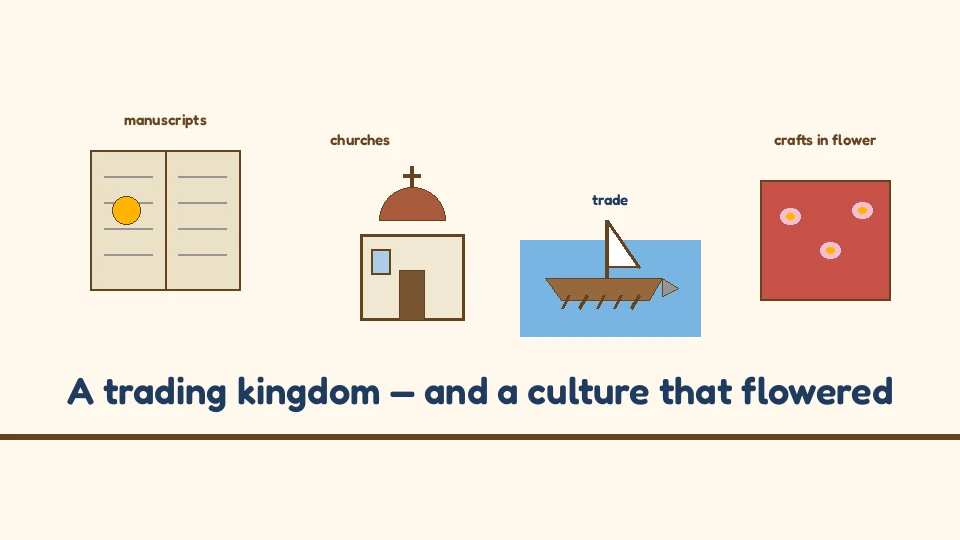 manuscripts
churches
trade
crafts in flower
A trading kingdom — and a culture that flowered